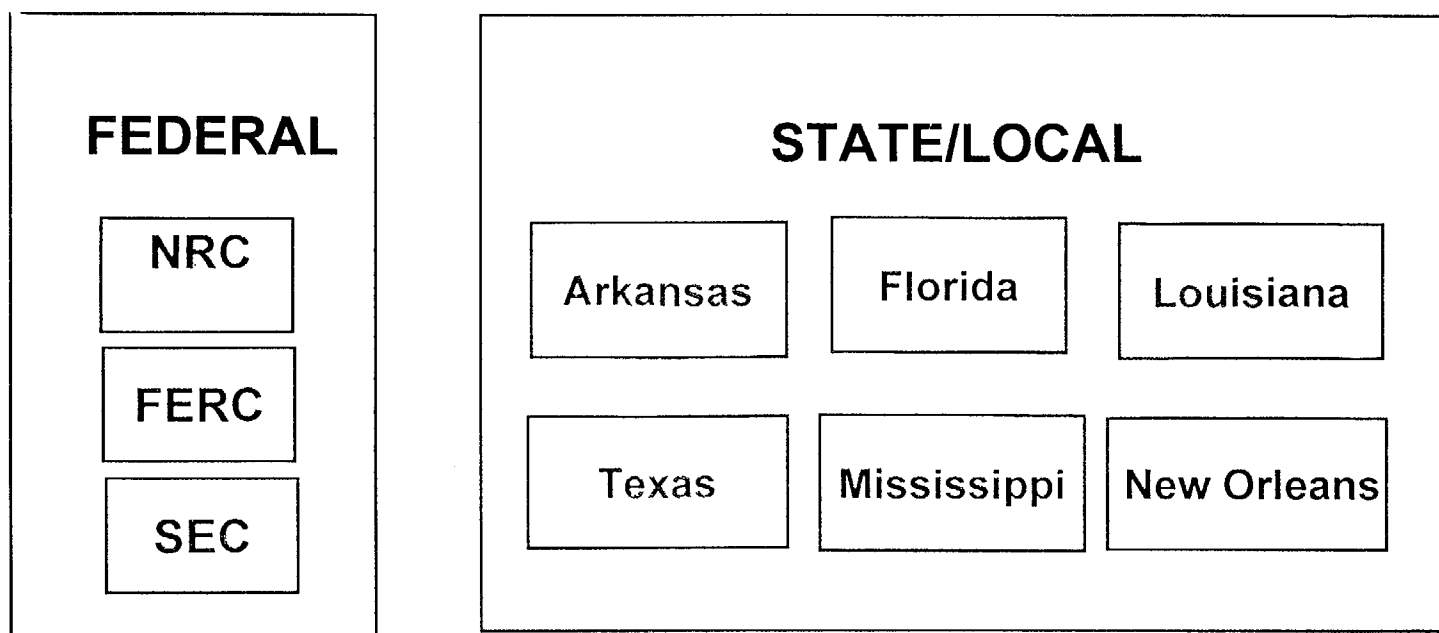 FEDERAL
NRC
FERC
SEC
STATE/LOCAL
Arkansas
Florida
Louisiana
Texas
Mississippi
New Orleans